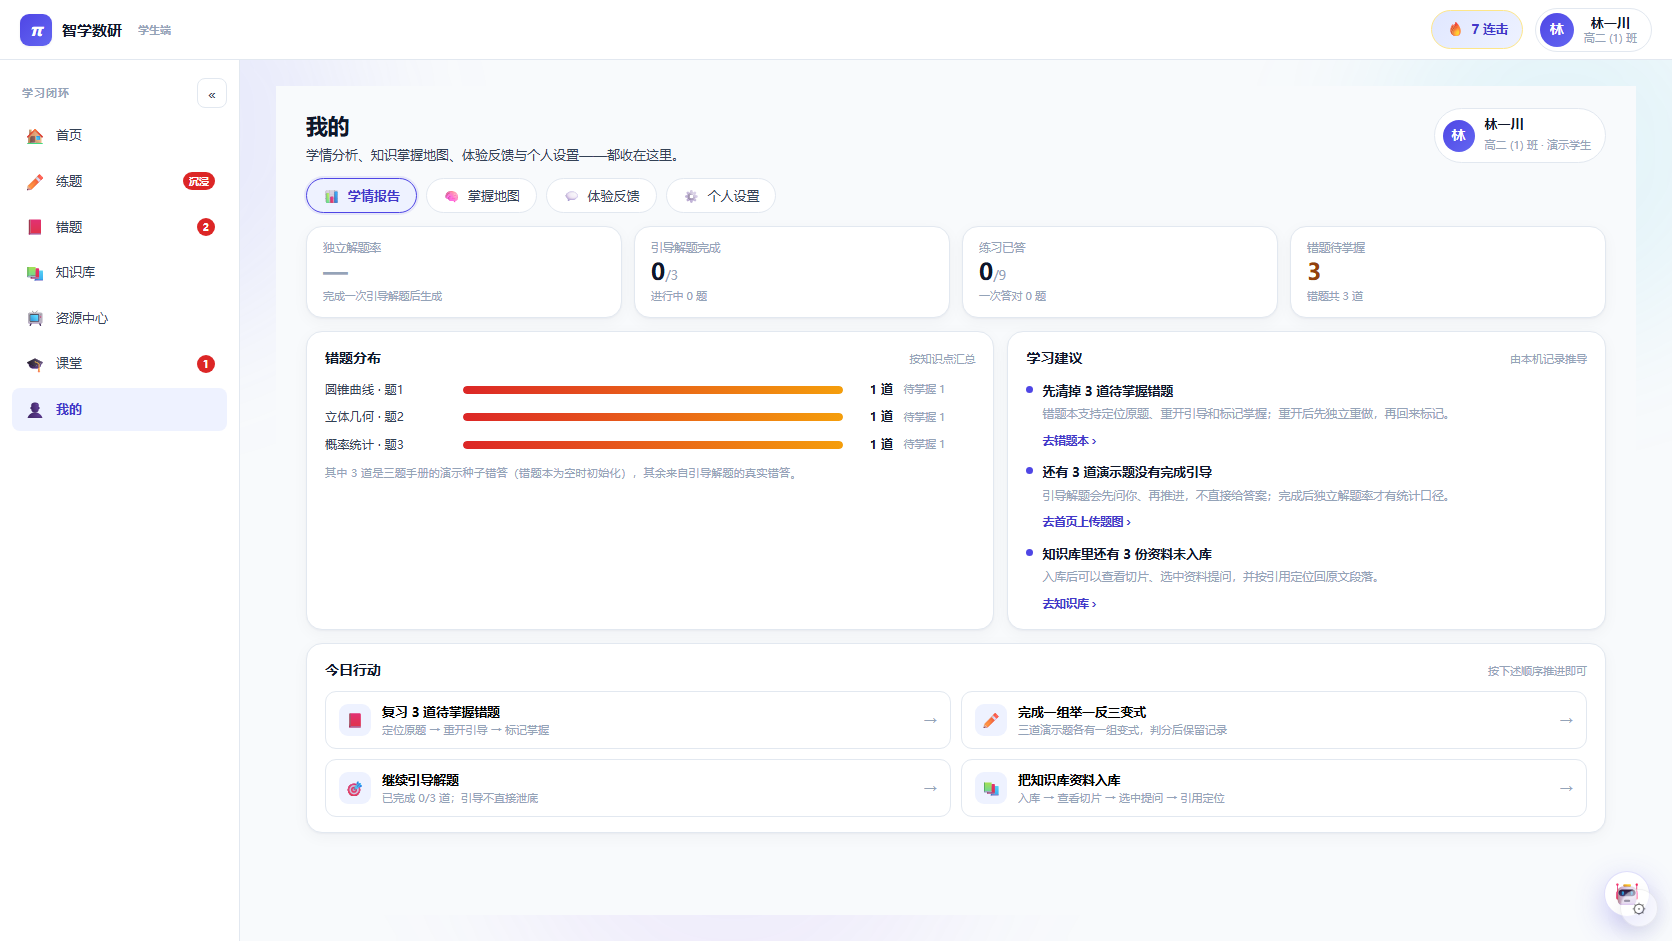 π 智学数研 学生端
7 连击
林 林一川
高二 (1) 班
学习闭环
«
首页
练题 沉浸
错题 2
知识库
资源中心
课堂 1
我的
我的
学情分析、知识掌握地图、体验反馈与个人设置——都收在这里。
林 林一川
高二 (1) 班 · 演示学生
学情报告 掌握地图 体验反馈 个人设置
独立解题率
—
完成一次引导解题后生成
引导解题完成
0/3
进行中 0 题
练习已答
0/9
一次答对 0 题
错题待掌握
3
错题共 3 道
错题分布 按知识点汇总
圆锥曲线 · 题1 1 道 待掌握 1
立体几何 · 题2 1 道 待掌握 1
概率统计 · 题3 1 道 待掌握 1
其中 3 道是三题手册的演示种子错答（错题本为空时初始化），其余来自引导解题的真实错答。
学习建议 由本机记录推导
先清掉 3 道待掌握错题
错题本支持定位原题、重开引导和标记掌握；重开后先独立重做，再回来标记。
去错题本 ›
还有 3 道演示题没有完成引导
引导解题会先问你、再推进，不直接给答案；完成后独立解题率才有统计口径。
去首页上传题图 ›
知识库里还有 3 份资料未入库
入库后可以查看切片、选中资料提问，并按引用定位回原文段落。
去知识库 ›
今日行动 按下述顺序推进即可
复习 3 道待掌握错题
定位原题 → 重开引导 → 标记掌握
→
完成一组举一反三变式
三道演示题各有一组变式，判分后保留记录
→
继续引导解题
已完成 0/3 道；引导不直接泄底
→
把知识库资料入库
入库 → 查看切片 → 选中提问 → 引用定位
→